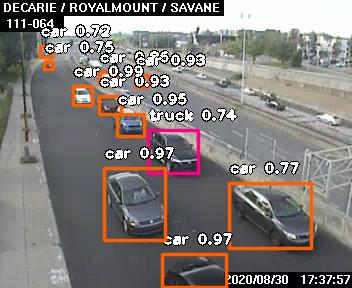 DECARIE / ROYALMOUNT / SAVANE
111-064
car 0.72
car 0.75
car 0.93
car 0.99
car 0.93
car 0.95
truck 0.74
car 0.97
car 0.77
car 0.97
2020/08/30 17:37:57